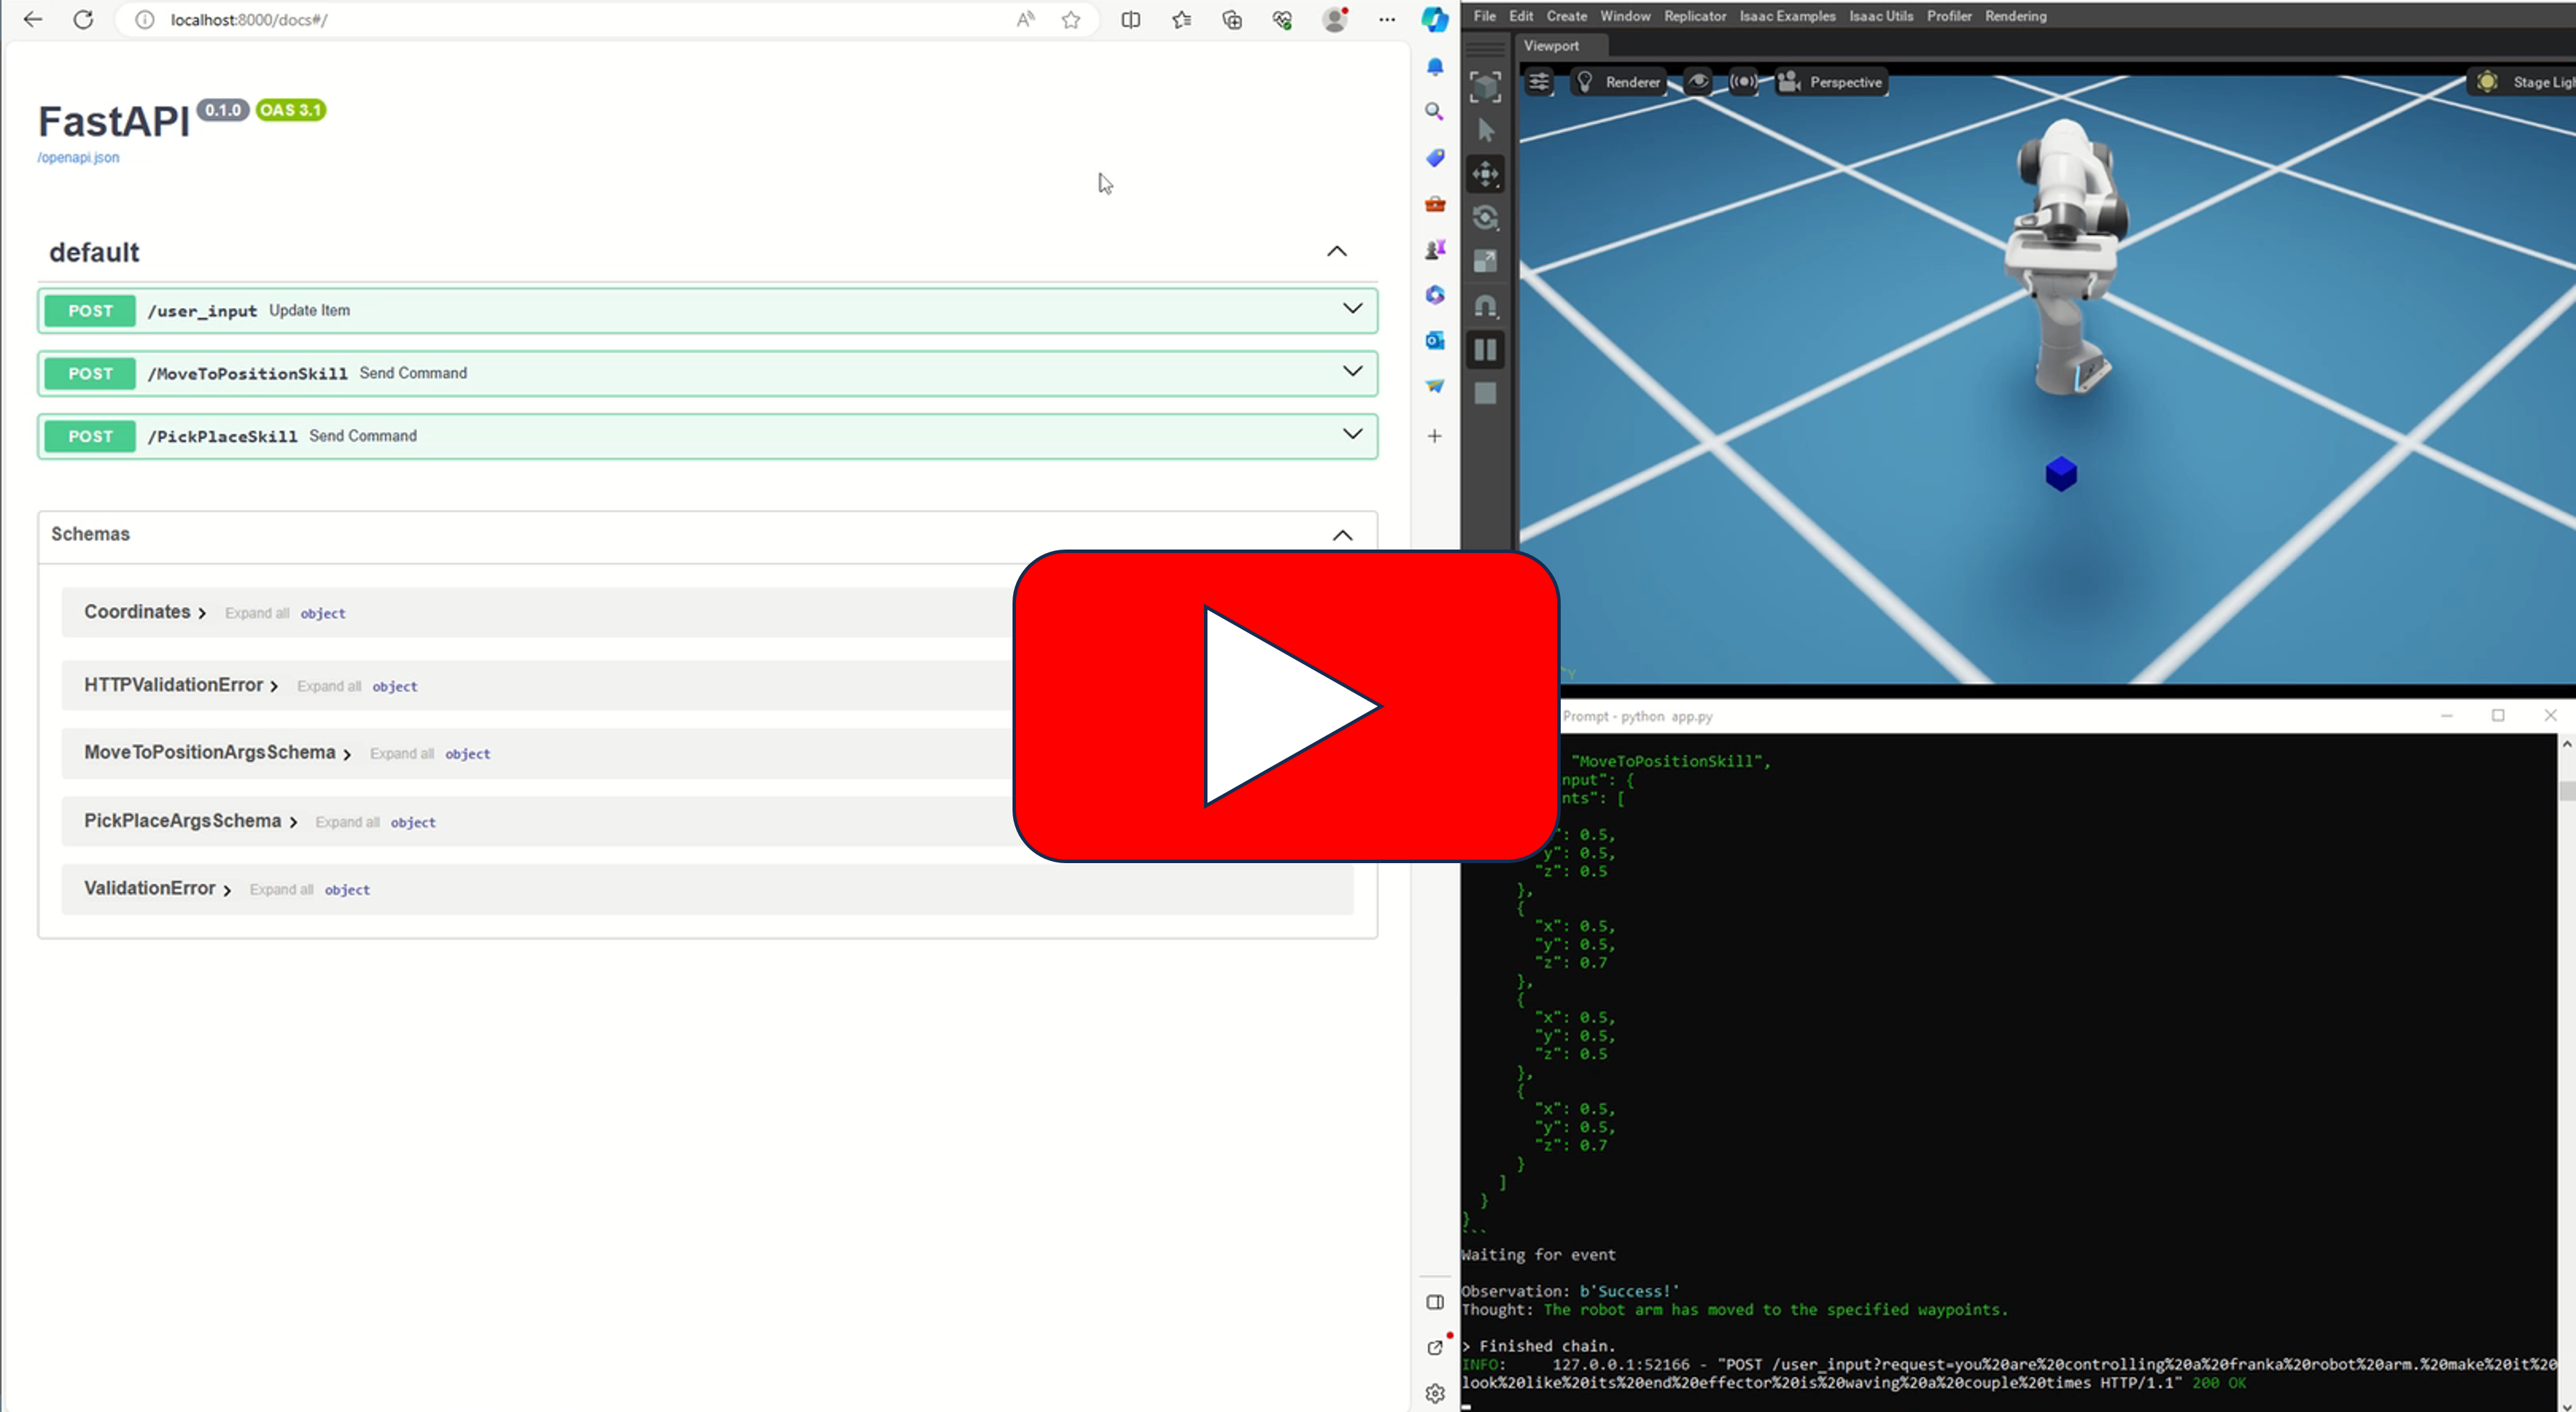 localhost:8000/docs#/
FastAPI 0.1.0 OAS 3.1
/openapi.json
default
POST /user_input Update Item
POST /MoveToPositionSkill Send Command
POST /PickPlaceSkill Send Command
Schemas
Coordinates > Expand all object
HTTPValidationError > Expand all object
MoveToPositionArgsSchema > Expand all object
PickPlaceArgsSchema > Expand all object
ValidationError > Expand all object
File Edit Create Window Replicator Isaac Examples Isaac Utils Profiler Rendering
Viewport
Renderer Perspective Stage Ligh
Y
Prompt - python app.py
"MoveToPositionSkill",
nput": {
nts": [
": 0.5,
y": 0.5,
"z": 0.5
},
{
"x": 0.5,
"y": 0.5,
"z": 0.7
},
{
"x": 0.5,
"y": 0.5,
"z": 0.5
},
{
"x": 0.5,
"y": 0.5,
"z": 0.7
}
]
}
}
```
Waiting for event
Observation: b'Success!'
Thought: The robot arm has moved to the specified waypoints.
> Finished chain.
INFO: 127.0.0.1:52166 - "POST /user_input?request=you%20are%20controlling%20a%20franka%20robot%20arm.%20make%20it%20
look%20like%20its%20end%20effector%20is%20waving%20a%20couple%20times HTTP/1.1" 200 OK